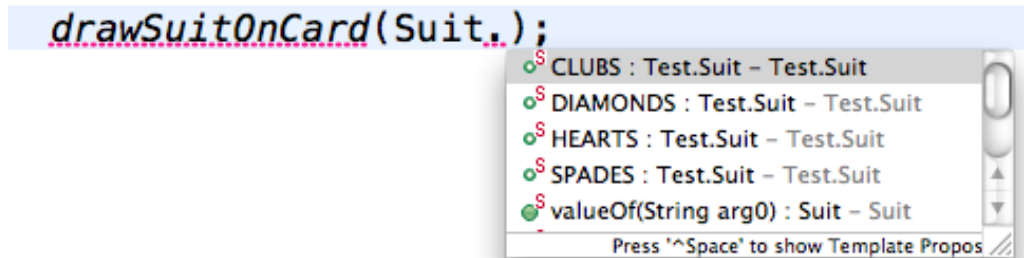 drawSuitOnCard(Suit.);
S CLUBS : Test.Suit – Test.Suit
S DIAMONDS : Test.Suit – Test.Suit
S HEARTS : Test.Suit – Test.Suit
S SPADES : Test.Suit – Test.Suit
S valueOf(String arg0) : Suit – Suit
Press '^Space' to show Template Propos